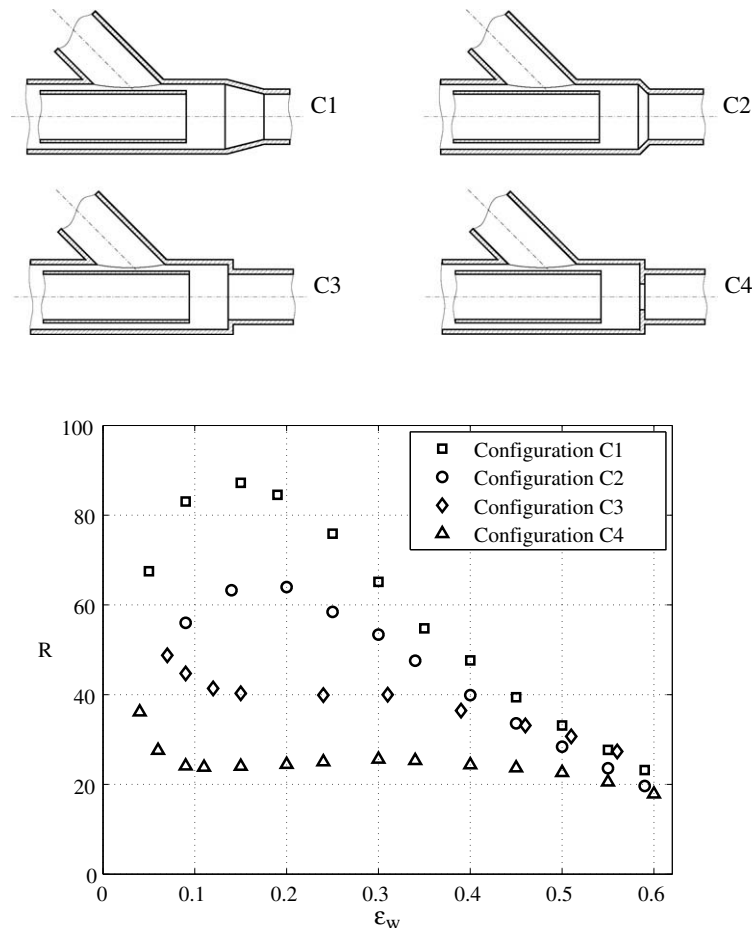 C1
C2
C3
C4
100
80
60
40
20
0
R
0
0.1
0.2
0.3
0.4
0.5
0.6
ε_w
Configuration C1
Configuration C2
Configuration C3
Configuration C4